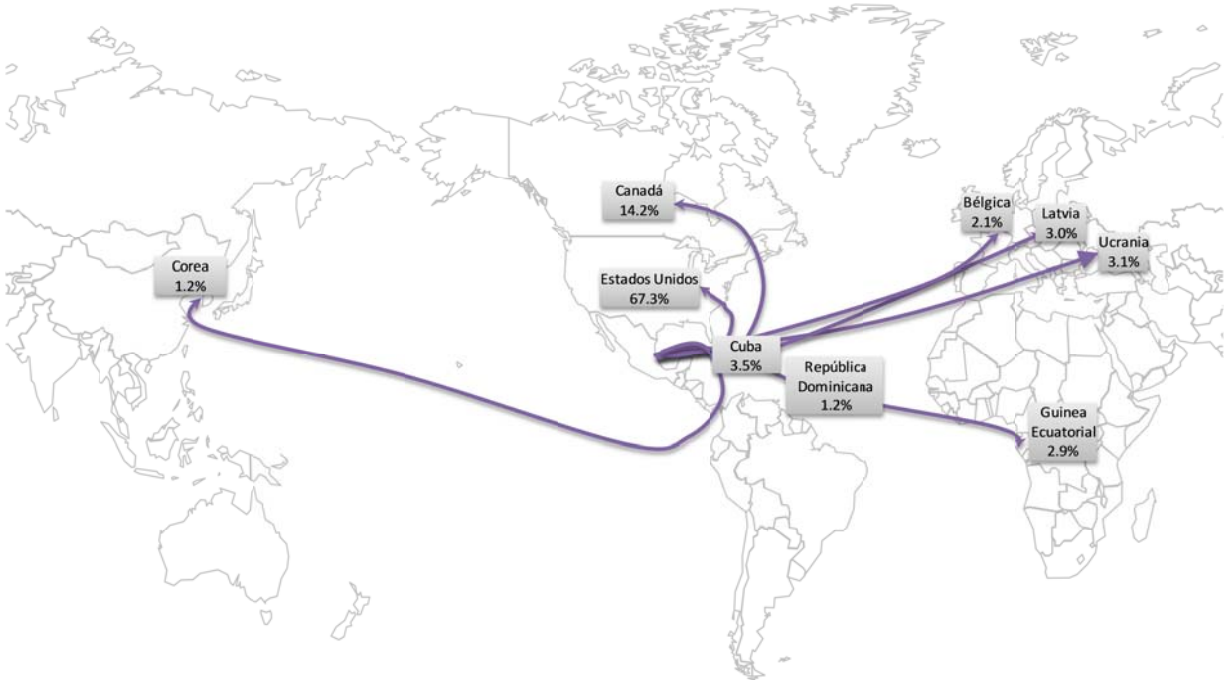 Canadá
14.2%
Bélgica
2.1%
Latvia
3.0%
Ucrania
3.1%
Corea
1.2%
Estados Unidos
67.3%
Cuba
3.5%
República
Dominicana
1.2%
Guinea
Ecuatorial
2.9%